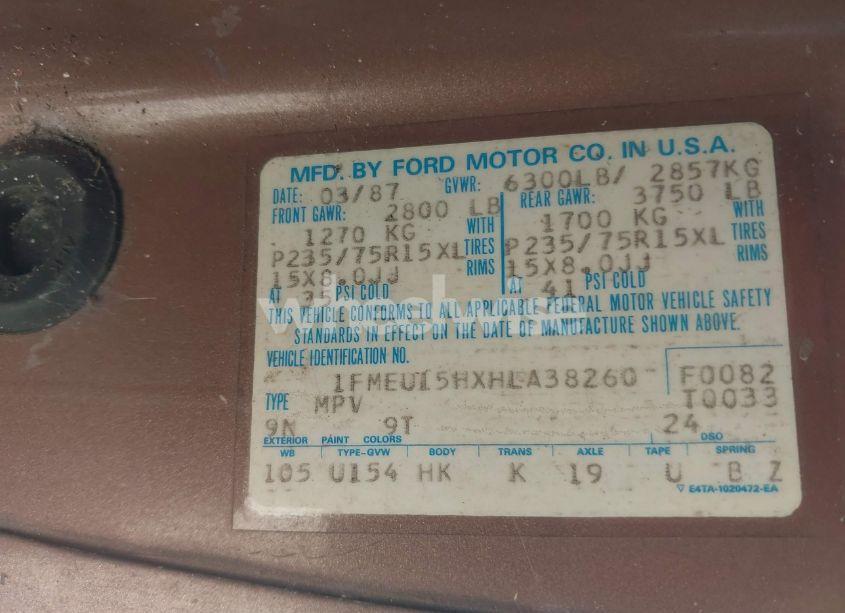 MFD. BY FORD MOTOR CO. IN U.S.A.
DATE: 03/87 GVWR: 6300LB/ 2857KG
FRONT GAWR: 2800 LB REAR GAWR: 3750 LB
1270 KG WITH 1700 KG WITH
P235/75R15XL TIRES P235/75R15XL TIRES
15X8.0JJ RIMS 15X8.0JJ RIMS
AT 35 PSI COLD AT 41 PSI COLD
THIS VEHICLE CONFORMS TO ALL APPLICABLE FEDERAL MOTOR VEHICLE SAFETY
STANDARDS IN EFFECT ON THE DATE OF MANUFACTURE SHOWN ABOVE.
VEHICLE IDENTIFICATION NO.
1FMEU15HXHLA38260 F0082
TYPE MPV T0033
9N 9T 24
EXTERIOR PAINT COLORS DSO
WB TYPE-GVW BODY TRANS AXLE TAPE SPRING
105 U154 HK K 19 U B Z
▽ E4TA-1020472-EA